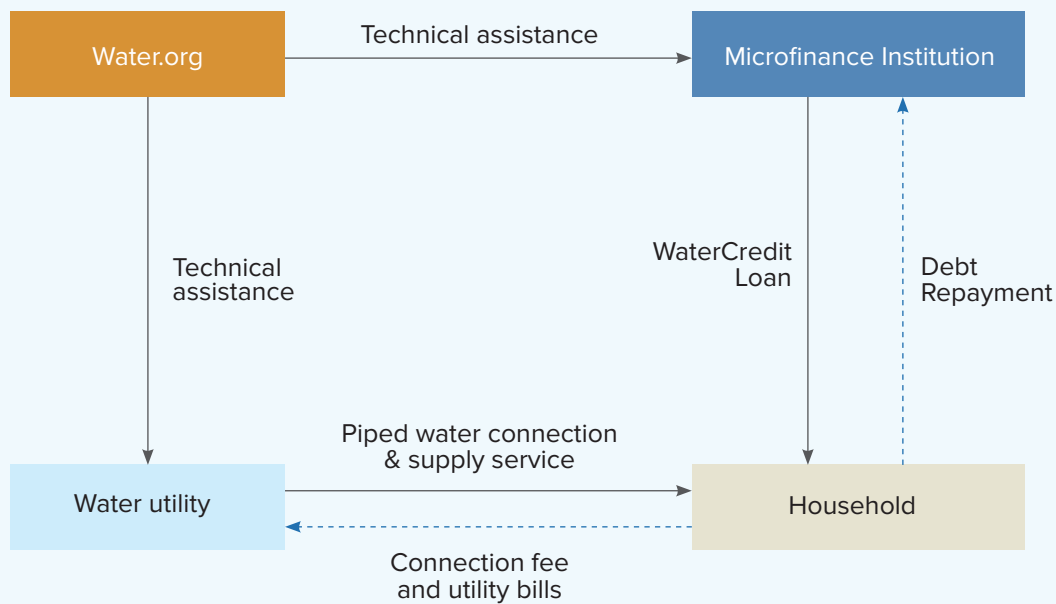 Water.org
Technical assistance
Microfinance Institution
Technical
assistance
WaterCredit
Loan
Debt
Repayment
Piped water connection
& supply service
Water utility
Household
Connection fee
and utility bills